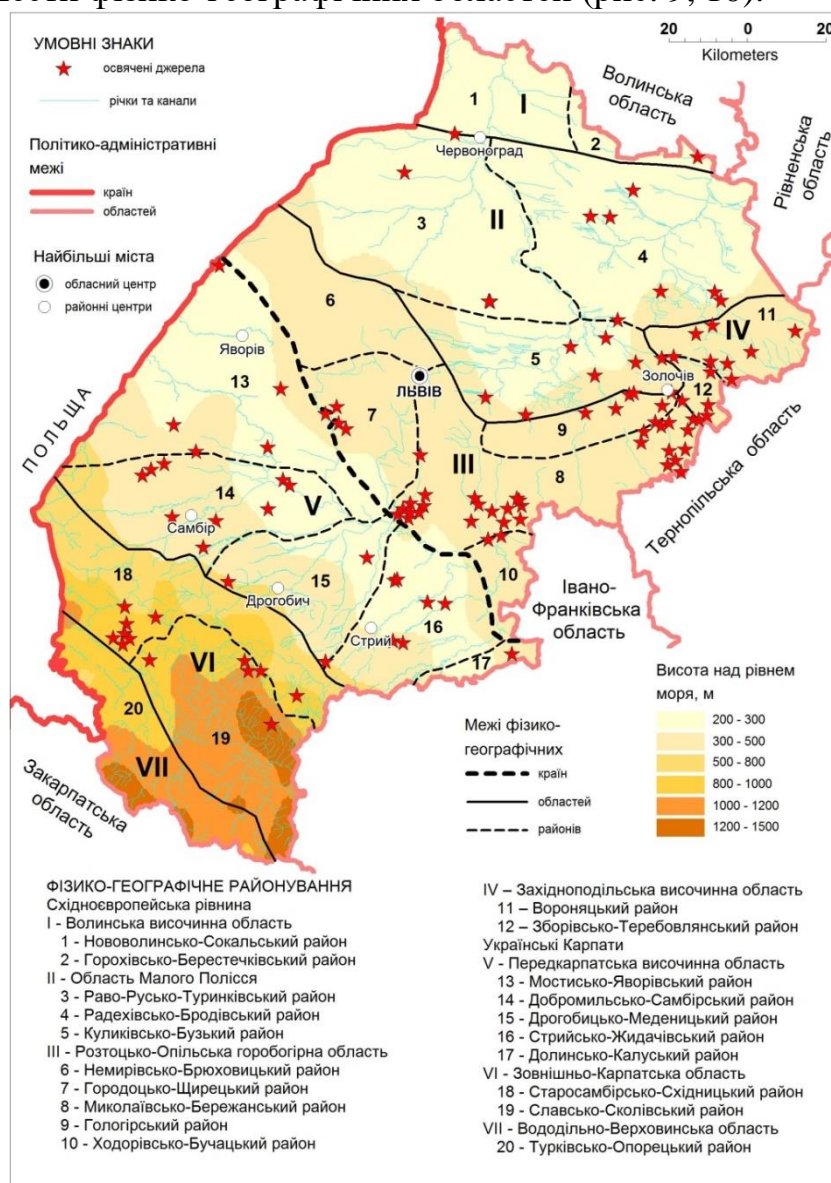 УМОВНІ ЗНАКИ
освячені джерела
річки та канали
Політико-адміністративні
межі
країн
областей
Найбільші міста
обласний центр
районні центри
20 0 20
Kilometers
Волинська
область
Рівненська
область
Тернопільська область
Івано-
Франківська
область
Закарпатська
область
ПОЛЬЩА
Червоноград
Яворів
ЛЬВІВ
Золочів
Самбір
Дрогобич
Стрий
1
I
2
3
II
4
6
11
IV
5
13
7
12
9
III
8
14
V
10
18
15
16
17
VI
20
19
VII
Межі фізико-
географічних
країн
областей
районів
Висота над рівнем
моря, м
200 - 300
300 - 500
500 - 800
800 - 1000
1000 - 1200
1200 - 1500
ФІЗИКО-ГЕОГРАФІЧНЕ РАЙОНУВАННЯ
Східноєвропейська рівнина
I - Волинська височинна область
1 - Нововолинсько-Сокальський район
2 - Горохівсько-Берестечківський район
II - Область Малого Полісся
3 - Раво-Русько-Туринківський район
4 - Радехівсько-Бродівський район
5 - Куликівсько-Бузький район
III - Розтоцько-Опільська горбогірна область
6 - Немирівсько-Брюховицький район
7 - Городоцько-Щирецький район
8 - Миколаївсько-Бережанський район
9 - Гологірський район
10 - Ходорівсько-Бучацький район
IV – Західноподільська височинна область
11 – Вороняцький район
12 – Зборівсько-Теребовлянський район
Українські Карпати
V - Передкарпатська височинна область
13 - Мостисько-Яворівський район
14 - Добромильсько-Самбірський район
15 - Дрогобицько-Меденицький район
16 - Стрийсько-Жидачівський район
17 - Долинсько-Калуський район
VI - Зовнішньо-Карпатська область
18 - Старосамбірсько-Східницький район
19 - Славсько-Сколівський район
VII - Вододільно-Верховинська область
20 - Турківсько-Опорецький район